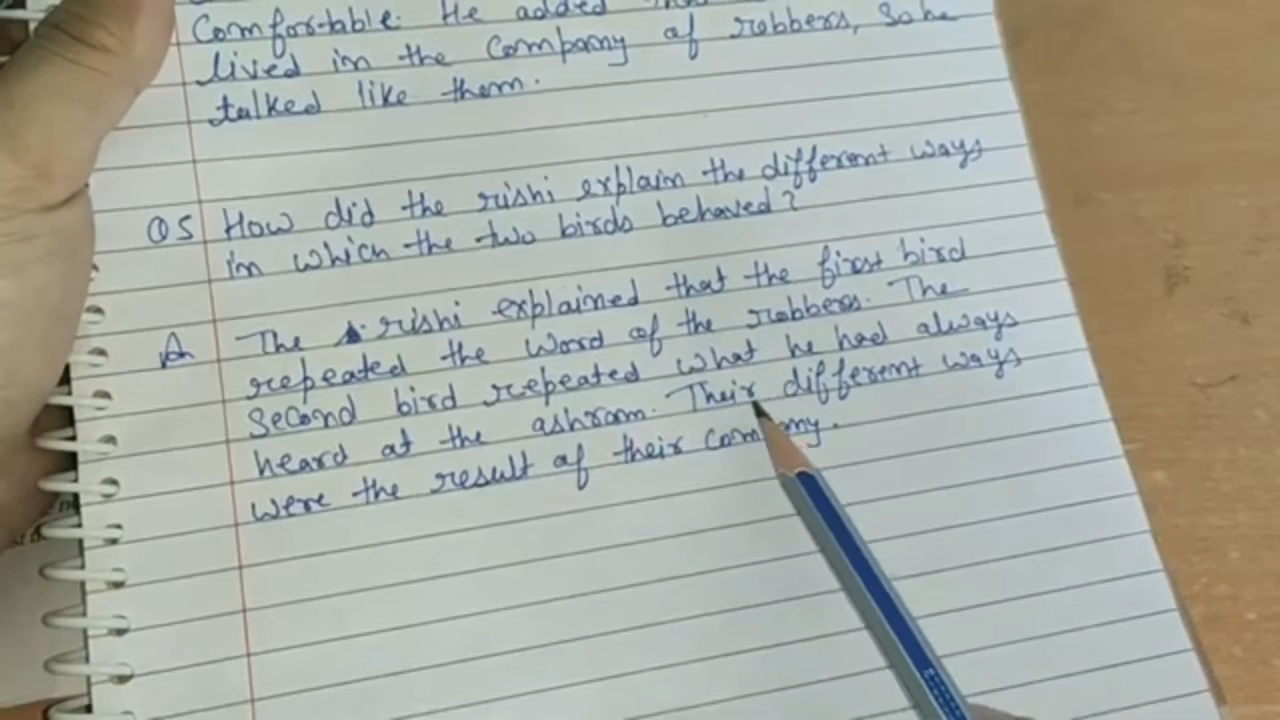 Comfortable. He added
lived in the Company of robbers, So he
talked like them.
Q5 How did the rishi explain the different ways
in which the two birds behaved?
A The rishi explained that the first bird
repeated the word of the robbers. The
Second bird repeated what he had always
heard at the ashram. Their different ways
were the result of their company.